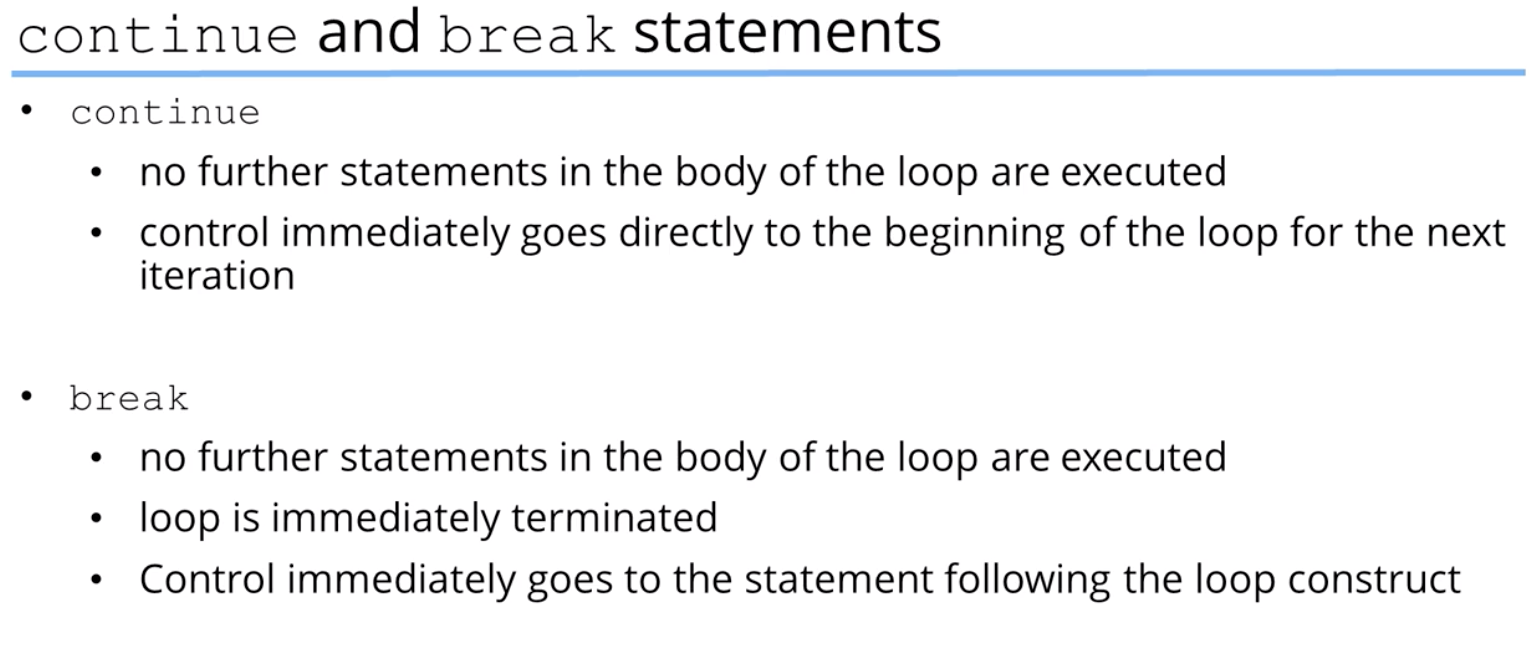 continue and break statements
• continue
• no further statements in the body of the loop are executed
• control immediately goes directly to the beginning of the loop for the next
iteration
• break
• no further statements in the body of the loop are executed
• loop is immediately terminated
• Control immediately goes to the statement following the loop construct